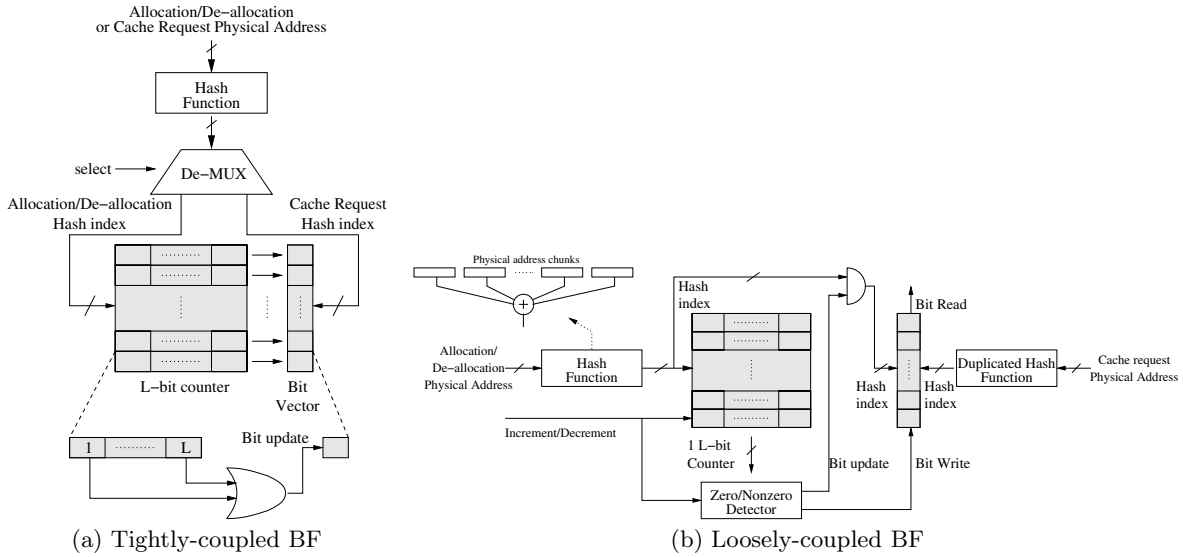 Allocation/De−allocation
or Cache Request Physical Address
Hash
Function
select
De−MUX
Allocation/De−allocation
Hash index
Cache Request
Hash index
L−bit counter
Bit
Vector
1
L
Bit update
(a) Tightly-coupled BF
Physical address chunks
+
Allocation/
De−allocation
Physical Address
Hash
Function
Hash
index
Increment/Decrement
1 L−bit
Counter
Zero/Nonzero
Detector
Bit update
Bit Write
Hash
index
Hash
index
Bit Read
Duplicated Hash
Function
Cache request
Physical Address
(b) Loosely-coupled BF